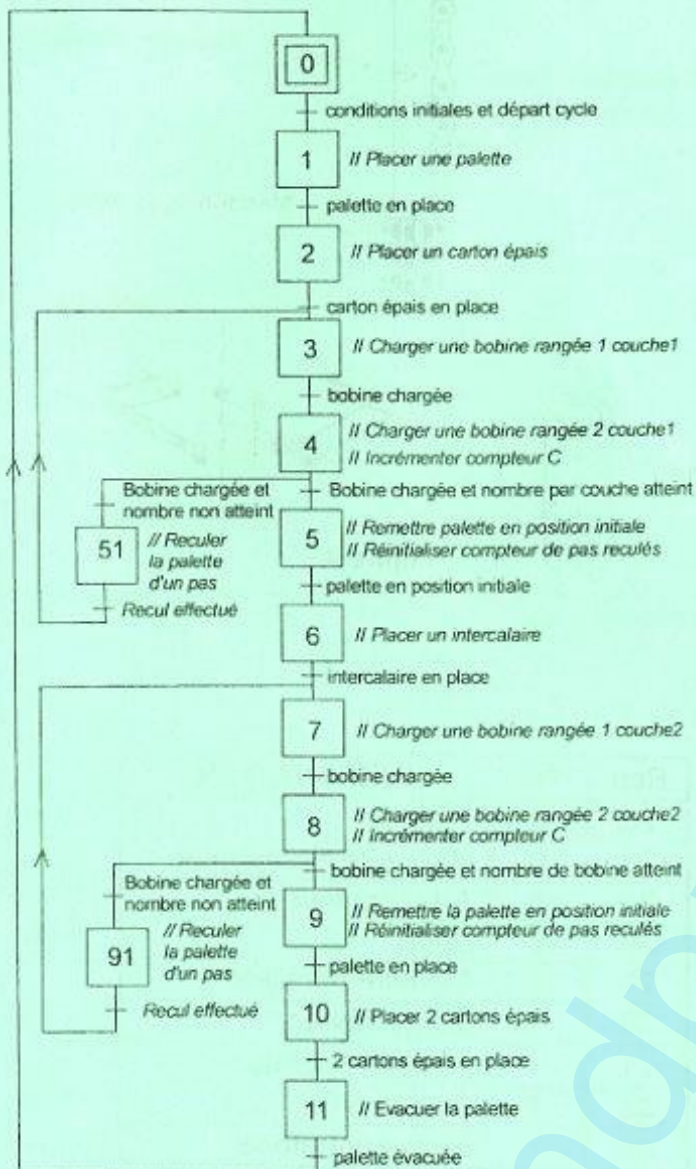 0
conditions initiales et départ cycle
1
// Placer une palette
palette en place
2
// Placer un carton épais
carton épais en place
3
// Charger une bobine rangée 1 couche1
bobine chargée
4
// Charger une bobine rangée 2 couche1
// Incrémenter compteur C
Bobine chargée et
nombre non atteint
Bobine chargée et nombre par couche atteint
51
// Reculer
la palette
d'un pas
Recul effectué
5
// Remettre palette en position initiale
// Réinitialiser compteur de pas reculés
palette en position initiale
6
// Placer un intercalaire
intercalaire en place
7
// Charger une bobine rangée 1 couche2
bobine chargée
8
// Charger une bobine rangée 2 couche2
// Incrémenter compteur C
Bobine chargée et
nombre non atteint
bobine chargée et nombre de bobine atteint
91
// Reculer
la palette
d'un pas
Recul effectué
9
// Remettre la palette en position initiale
// Réinitialiser compteur de pas reculés
palette en place
10
// Placer 2 cartons épais
2 cartons épais en place
11
// Evacuer la palette
palette évacuée